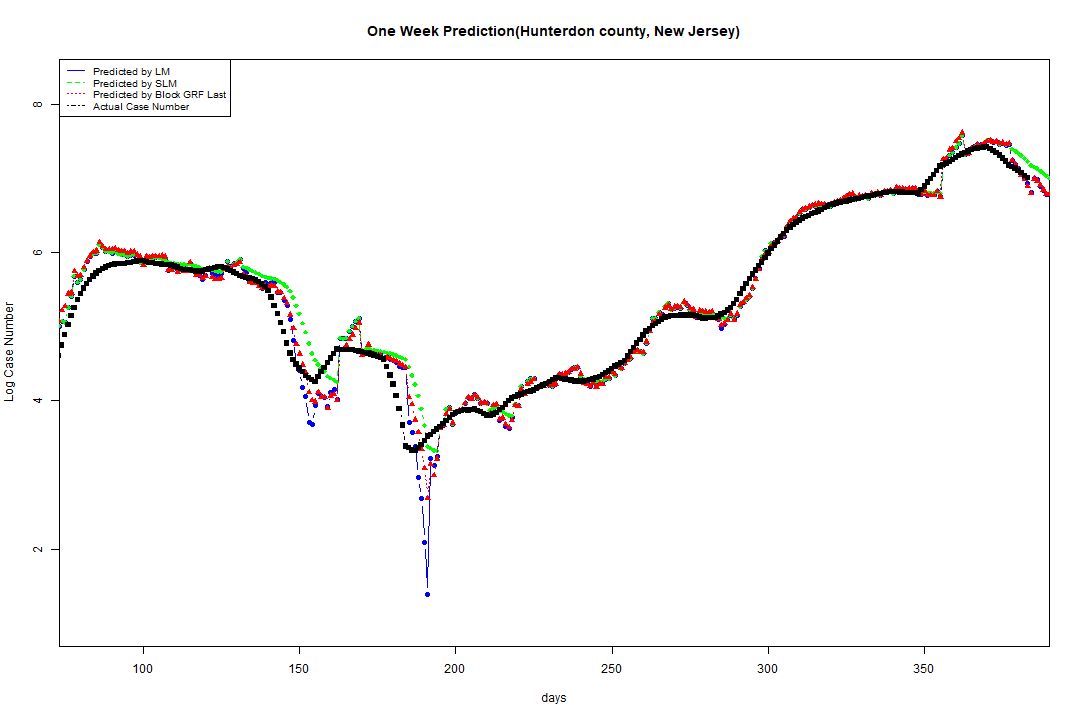 One Week Prediction(Hunterdon county, New Jersey)
Predicted by LM
Predicted by SLM
Predicted by Block GRF Last
Actual Case Number
8
6
4
2
Log Case Number
100 150 200 250 300 350
days